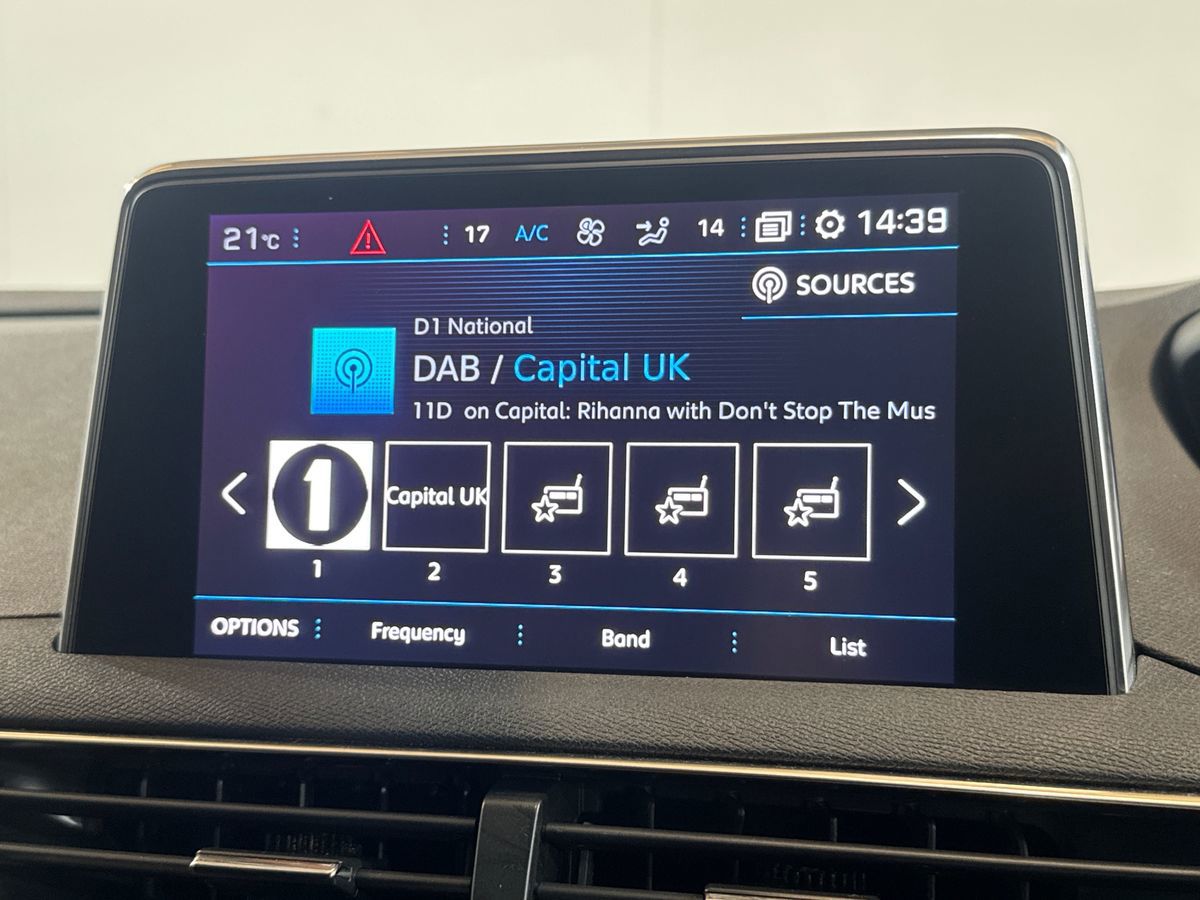 21°C 17 A/C 14 14:39
SOURCES
D1 National
DAB / Capital UK
11D on Capital: Rihanna with Don't Stop The Mus
1 Capital UK
1 2 3 4 5
OPTIONS Frequency Band List